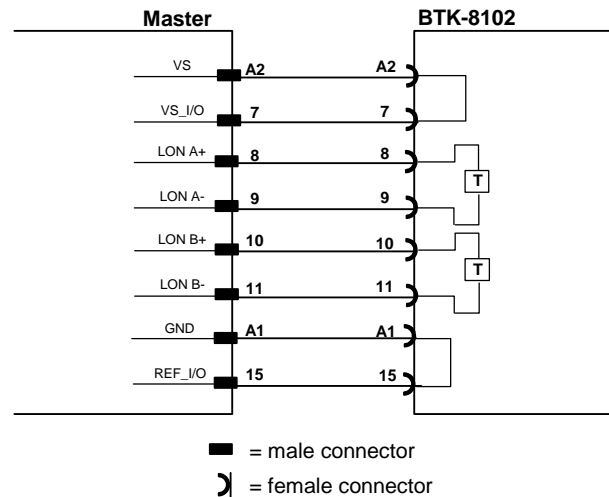 Master BTK-8102
VS A2 A2
VS_I/O 7 7
LON A+ 8 8
T
LON A- 9 9
LON B+ 10 10
T
LON B- 11 11
GND A1 A1
REF_I/O 15 15
= male connector
= female connector